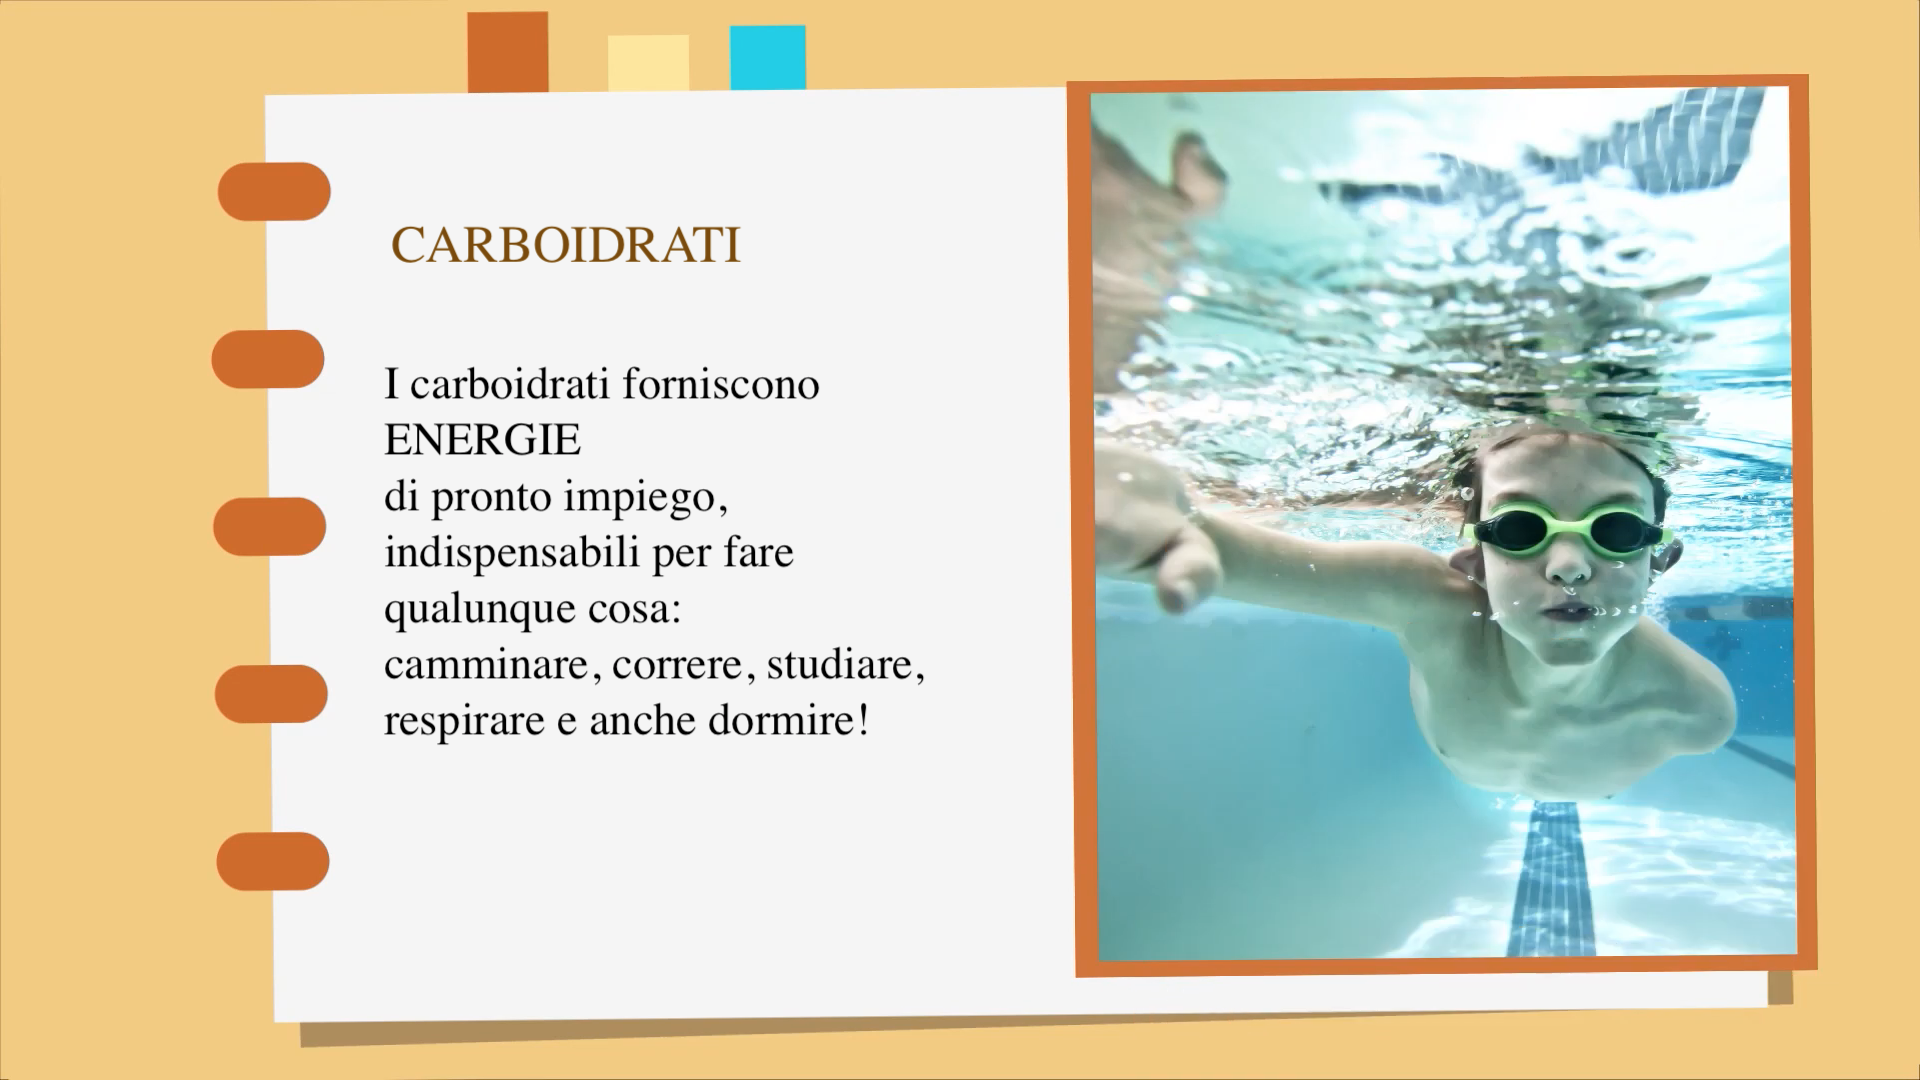 CARBOIDRATI
I carboidrati forniscono
ENERGIE
di pronto impiego,
indispensabili per fare
qualunque cosa:
camminare, correre, studiare,
respirare e anche dormire!